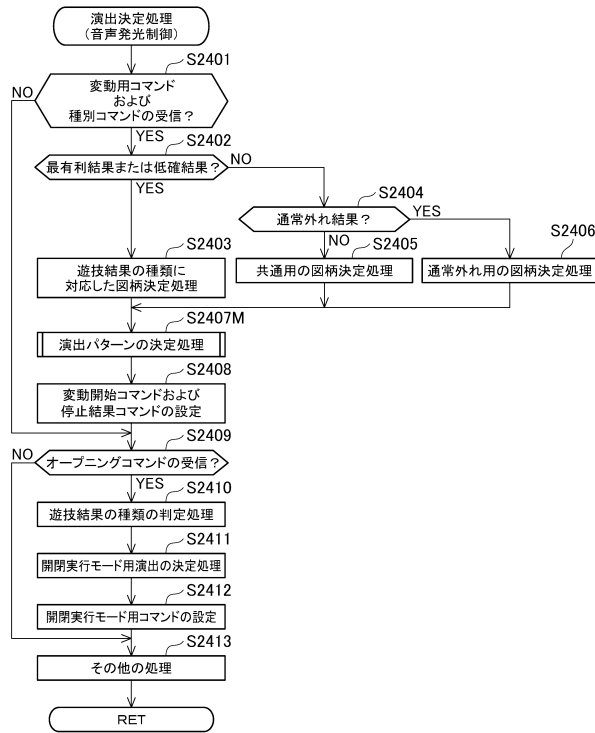 演出決定処理
（音声発光制御）
S2401
変動用コマンド
および
種別コマンドの受信？
NO
YES
S2402
最有利結果または低確結果？
NO
YES
S2404
通常外れ結果？
YES
NO
S2403
遊技結果の種類に
対応した図柄決定処理
S2405
共通用の図柄決定処理
S2406
通常外れ用の図柄決定処理
S2407M
演出パターンの決定処理
S2408
変動開始コマンドおよび
停止結果コマンドの設定
S2409
オープニングコマンドの受信？
NO
YES
S2410
遊技結果の種類の判定処理
S2411
開閉実行モード用演出の決定処理
S2412
開閉実行モード用コマンドの設定
S2413
その他の処理
RET